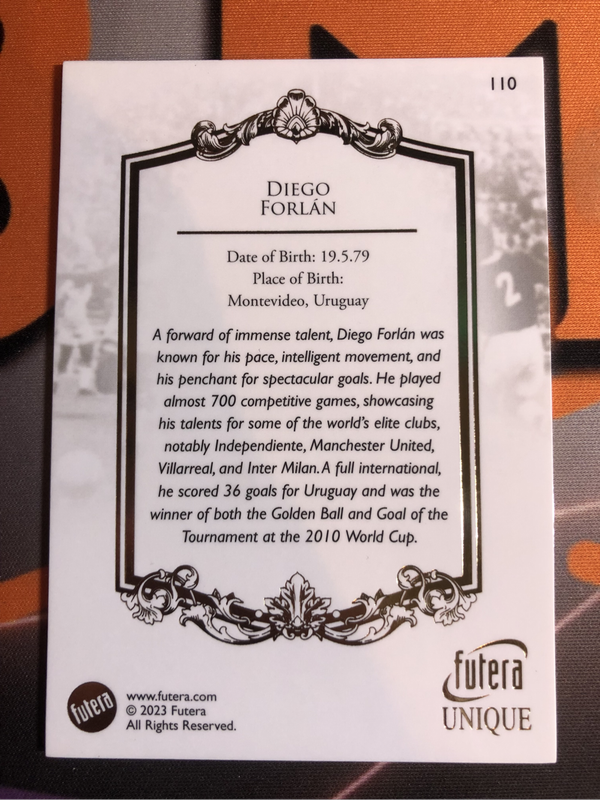 110
DIEGO
FORLÁN
Date of Birth: 19.5.79
Place of Birth:
Montevideo, Uruguay
A forward of immense talent, Diego Forlán was
known for his pace, intelligent movement, and
his penchant for spectacular goals. He played
almost 700 competitive games, showcasing
his talents for some of the world's elite clubs,
notably Independiente, Manchester United,
Villarreal, and Inter Milan. A full international,
he scored 36 goals for Uruguay and was the
winner of both the Golden Ball and Goal of the
Tournament at the 2010 World Cup.
2
futera
www.futera.com
© 2023 Futera
All Rights Reserved.
futera
UNIQUE